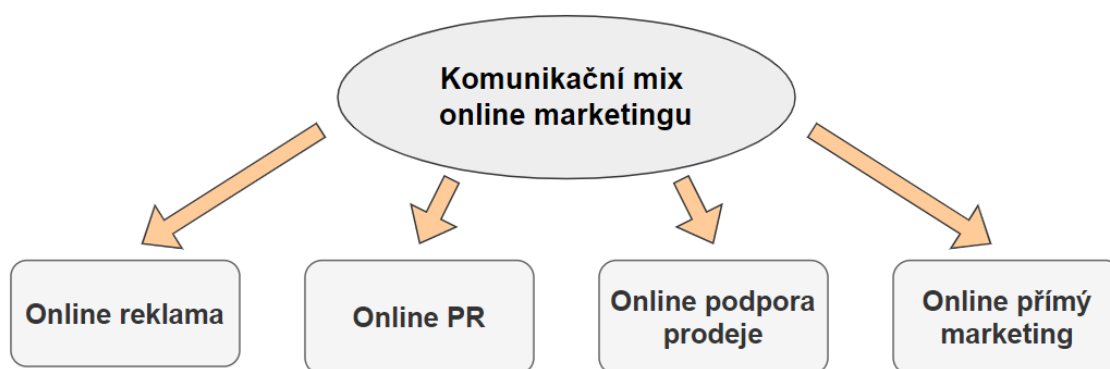 Komunikační mix
online marketingu
Online reklama
Online PR
Online podpora
prodeje
Online přímý
marketing